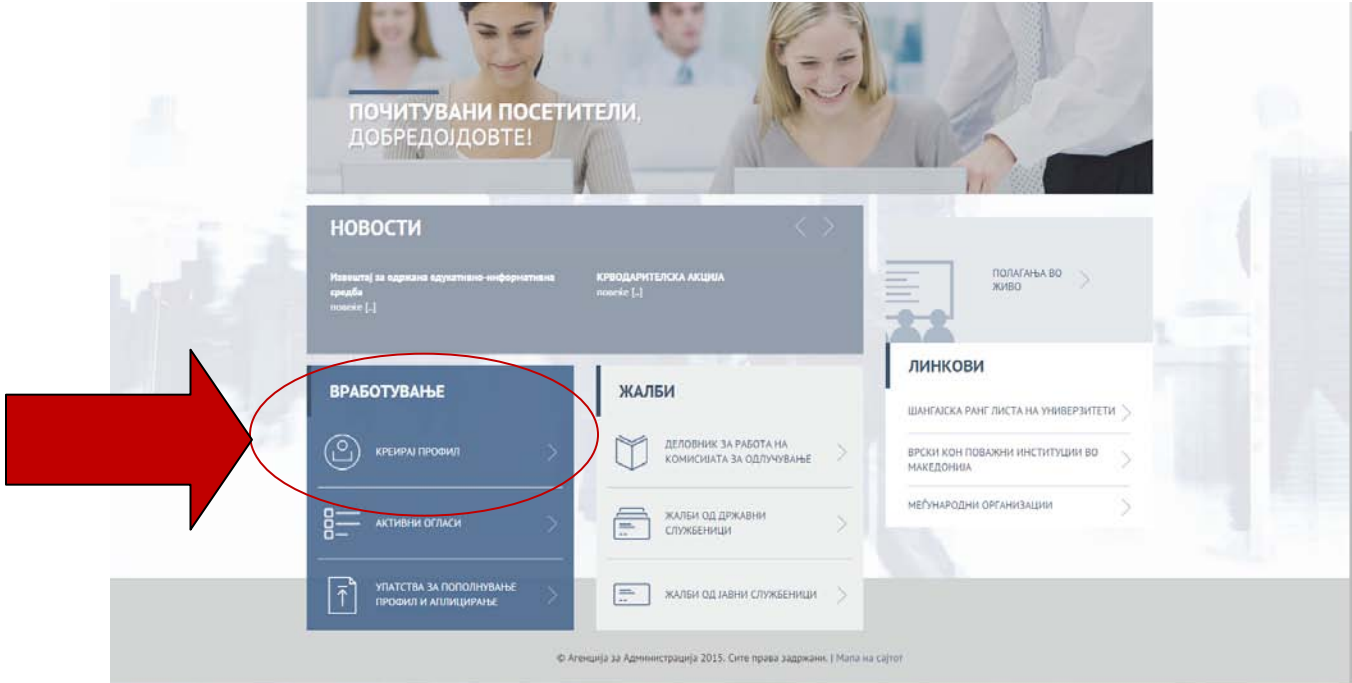 ПОЧИТУВАНИ ПОСЕТИТЕЛИ,
ДОБРЕДОЈДОВТЕ!
НОВОСТИ
Извештај за одржана едукативно-информативна
средба
повеќе [..]
КРВОДАРИТЕЛСКА АКЦИЈА
повеќе [..]
ПОЛАГАЊА ВО
ЖИВО
ВРАБОТУВАЊЕ
КРЕИРАЈ ПРОФИЛ
АКТИВНИ ОГЛАСИ
УПАТСТВА ЗА ПОПОЛНУВАЊЕ
ПРОФИЛ И АПЛИЦИРАЊЕ
ЖАЛБИ
ДЕЛОВНИК ЗА РАБОТА НА
КОМИСИЈАТА ЗА ОДЛУЧУВАЊЕ
ЖАЛБИ ОД ДРЖАВНИ
СЛУЖБЕНИЦИ
ЖАЛБИ ОД ЈАВНИ СЛУЖБЕНИЦИ
ЛИНКОВИ
ШАНГАЈСКА РАНГ ЛИСТА НА УНИВЕРЗИТЕТИ
ВРСКИ КОН ПОВАЖНИ ИНСТИТУЦИИ ВО
МАКЕДОНИЈА
МЕЃУНАРОДНИ ОРГАНИЗАЦИИ
© Агенција за Администрација 2015. Сите права задржани. | Мапа на сајтот